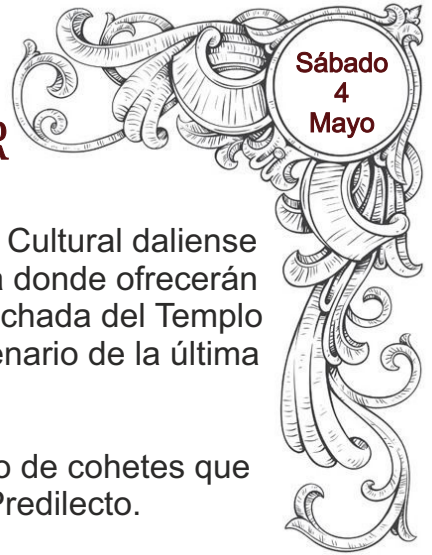 Sábado
4
Mayo
R
Cultural daliense
donde ofrecerán
del Templo
de la última
de cohetes que
Predilecto.